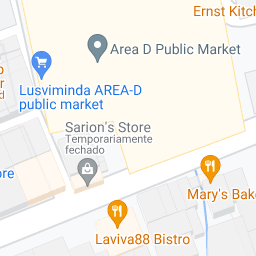 Ernst Kitch
Area D Public Market
Lusviminda AREA-D
public market
Sarion's Store
Temporariamente
fechado
ore
Mary's Bake
Laviva88 Bistro